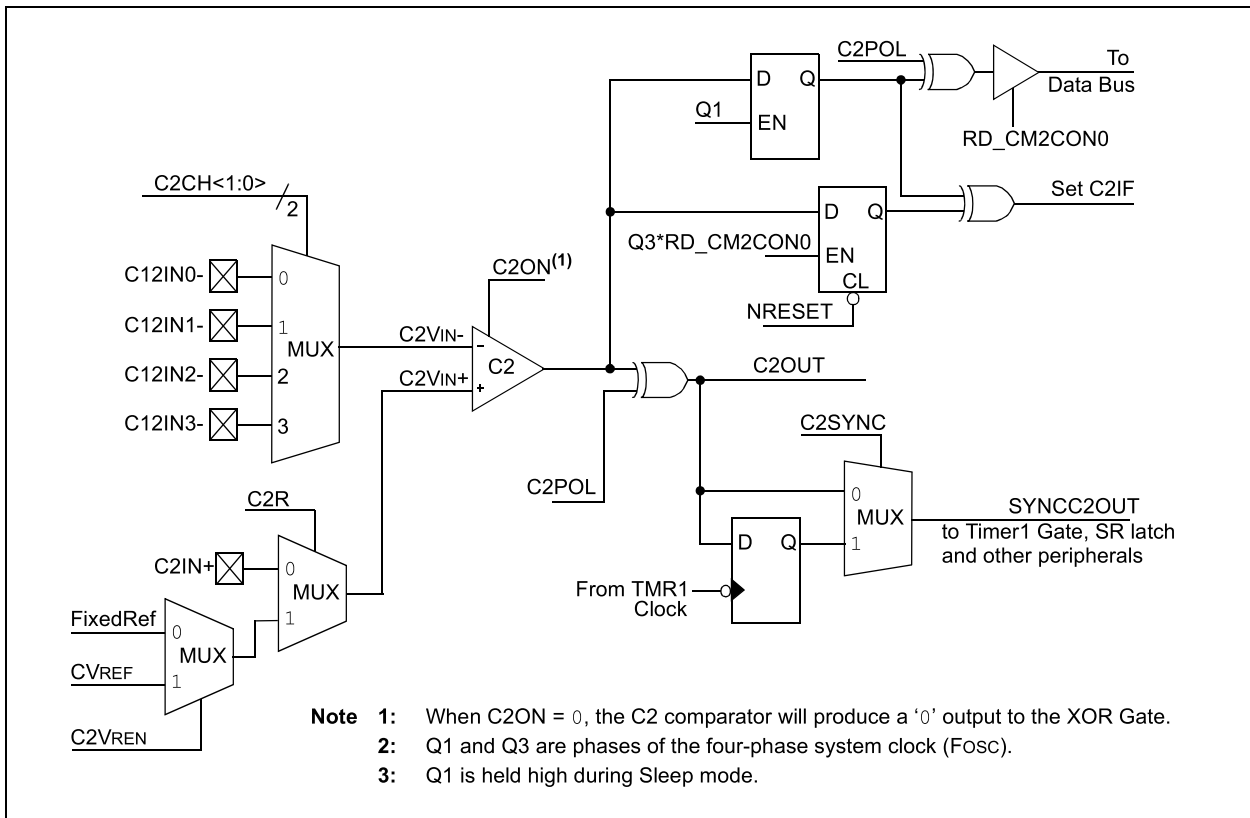 C2POL
To
Data Bus
D Q
Q1
EN
RD_CM2CON0
C2CH<1:0>
2
Set C2IF
D Q
Q3*RD_CM2CON0
EN
CL
NRESET
C12IN0-
0
C2ON(1)
C12IN1-
1
MUX
C2VIN-
-
C2
C12IN2-
2
C2VIN+
+
C2OUT
C12IN3-
3
C2SYNC
C2POL
C2R
0
MUX
SYNCC2OUT
to Timer1 Gate, SR latch
and other peripherals
D Q
1
C2IN+
0
MUX
From TMR1
Clock
FixedRef
0
1
MUX
CVREF
1
C2VREN
Note 1: When C2ON = 0, the C2 comparator will produce a ‘0’ output to the XOR Gate.
2: Q1 and Q3 are phases of the four-phase system clock (FOSC).
3: Q1 is held high during Sleep mode.